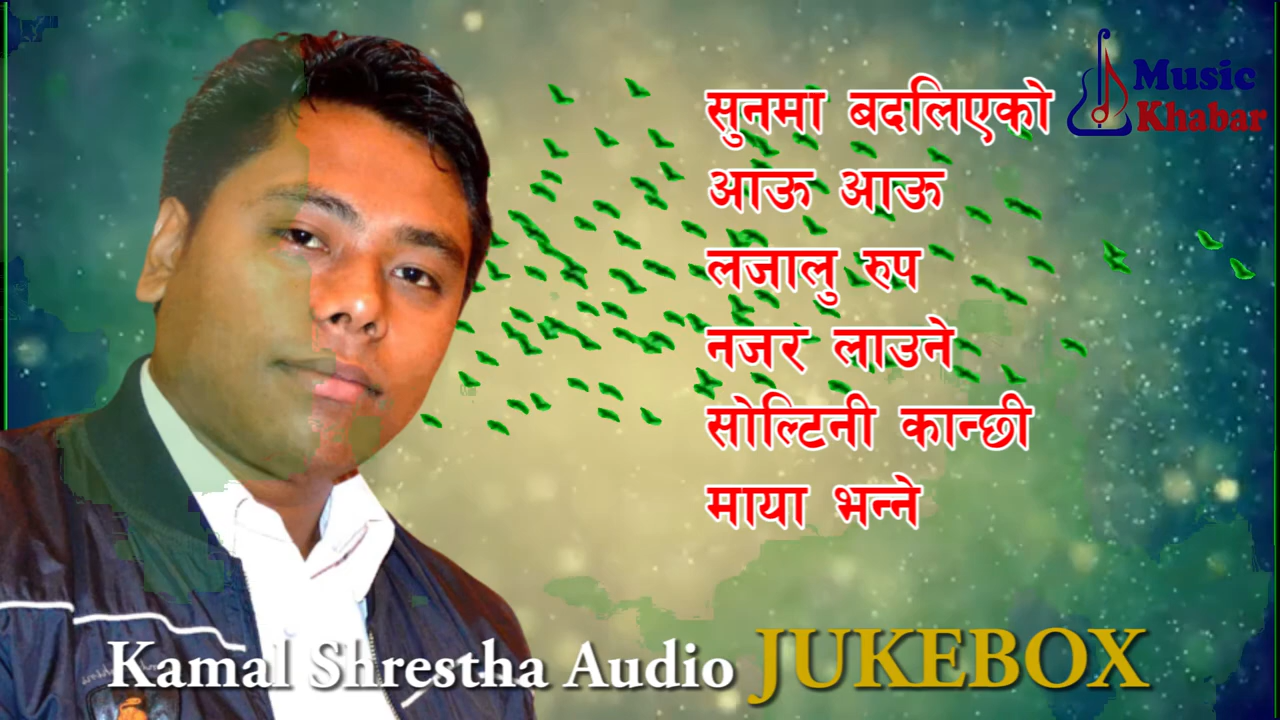 Music
Khabar
सुनमा बदलिएको
आऊ आऊ
लजालु रुप
नजर लाउने
सोल्टिनी कान्छी
माया भन्ने
Kamal Shrestha Audio JUKEBOX